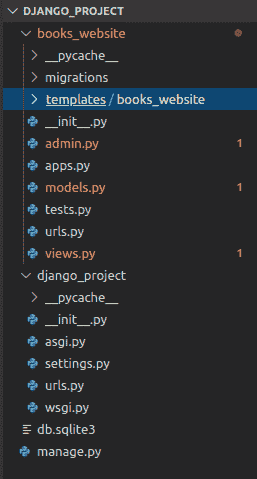 DJANGO_PROJECT
books_website
__pycache__
migrations
templates / books_website
__init__.py
admin.py 1
apps.py
models.py 1
tests.py
urls.py
views.py 1
django_project
__pycache__
__init__.py
asgi.py
settings.py
urls.py
wsgi.py
db.sqlite3
manage.py